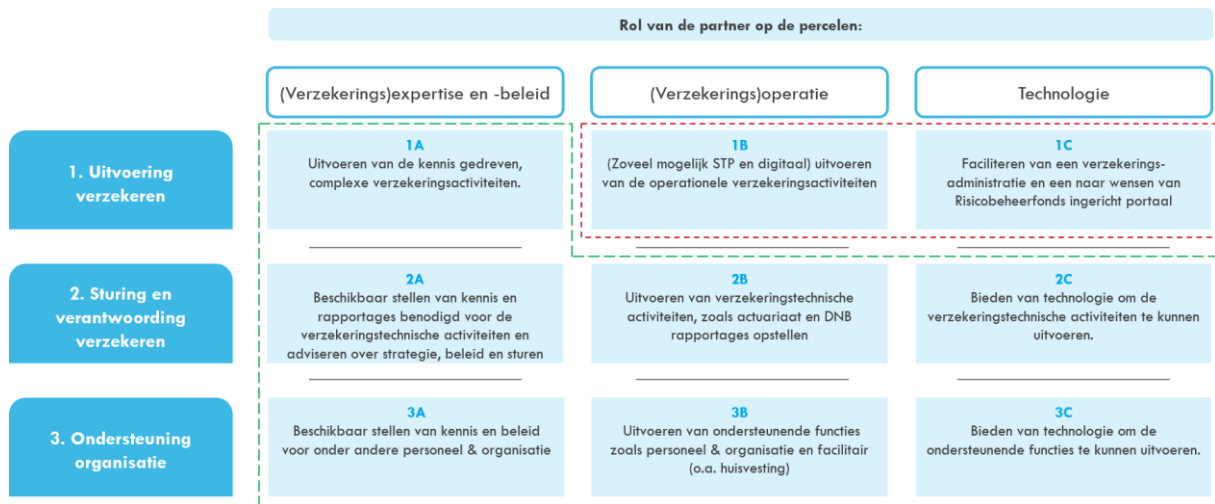 Rol van de partner op de percelen:
(Verzekerings)expertise en -beleid
(Verzekerings)operatie
Technologie
1. Uitvoering
verzekeren
1A
Uitvoeren van de kennis gedreven,
complexe verzekeringsactiviteiten.
1B
(Zoveel mogelijk STP en digitaal) uitvoeren
van de operationele verzekeringsactiviteiten
1C
Faciliteren van een verzekerings-
administratie en een naar wensen van
Risicobeheerfonds ingericht portaal
2. Sturing en
verantwoording
verzekeren
2A
Beschikbaar stellen van kennis en
rapportages benodigd voor de
verzekeringstechnische activiteiten en
adviseren over strategie, beleid en sturen
2B
Uitvoeren van verzekeringstechnische
activiteiten, zoals actuariaat en DNB
rapportages opstellen
2C
Bieden van technologie om de
verzekeringstechnische activiteiten te kunnen
uitvoeren.
3. Ondersteuning
organisatie
3A
Beschikbaar stellen van kennis en beleid
voor onder andere personeel & organisatie
3B
Uitvoeren van ondersteunende functies
zoals personeel & organisatie en facilitair
(o.a. huisvesting)
3C
Bieden van technologie om de
ondersteunende functies te kunnen uitvoeren.